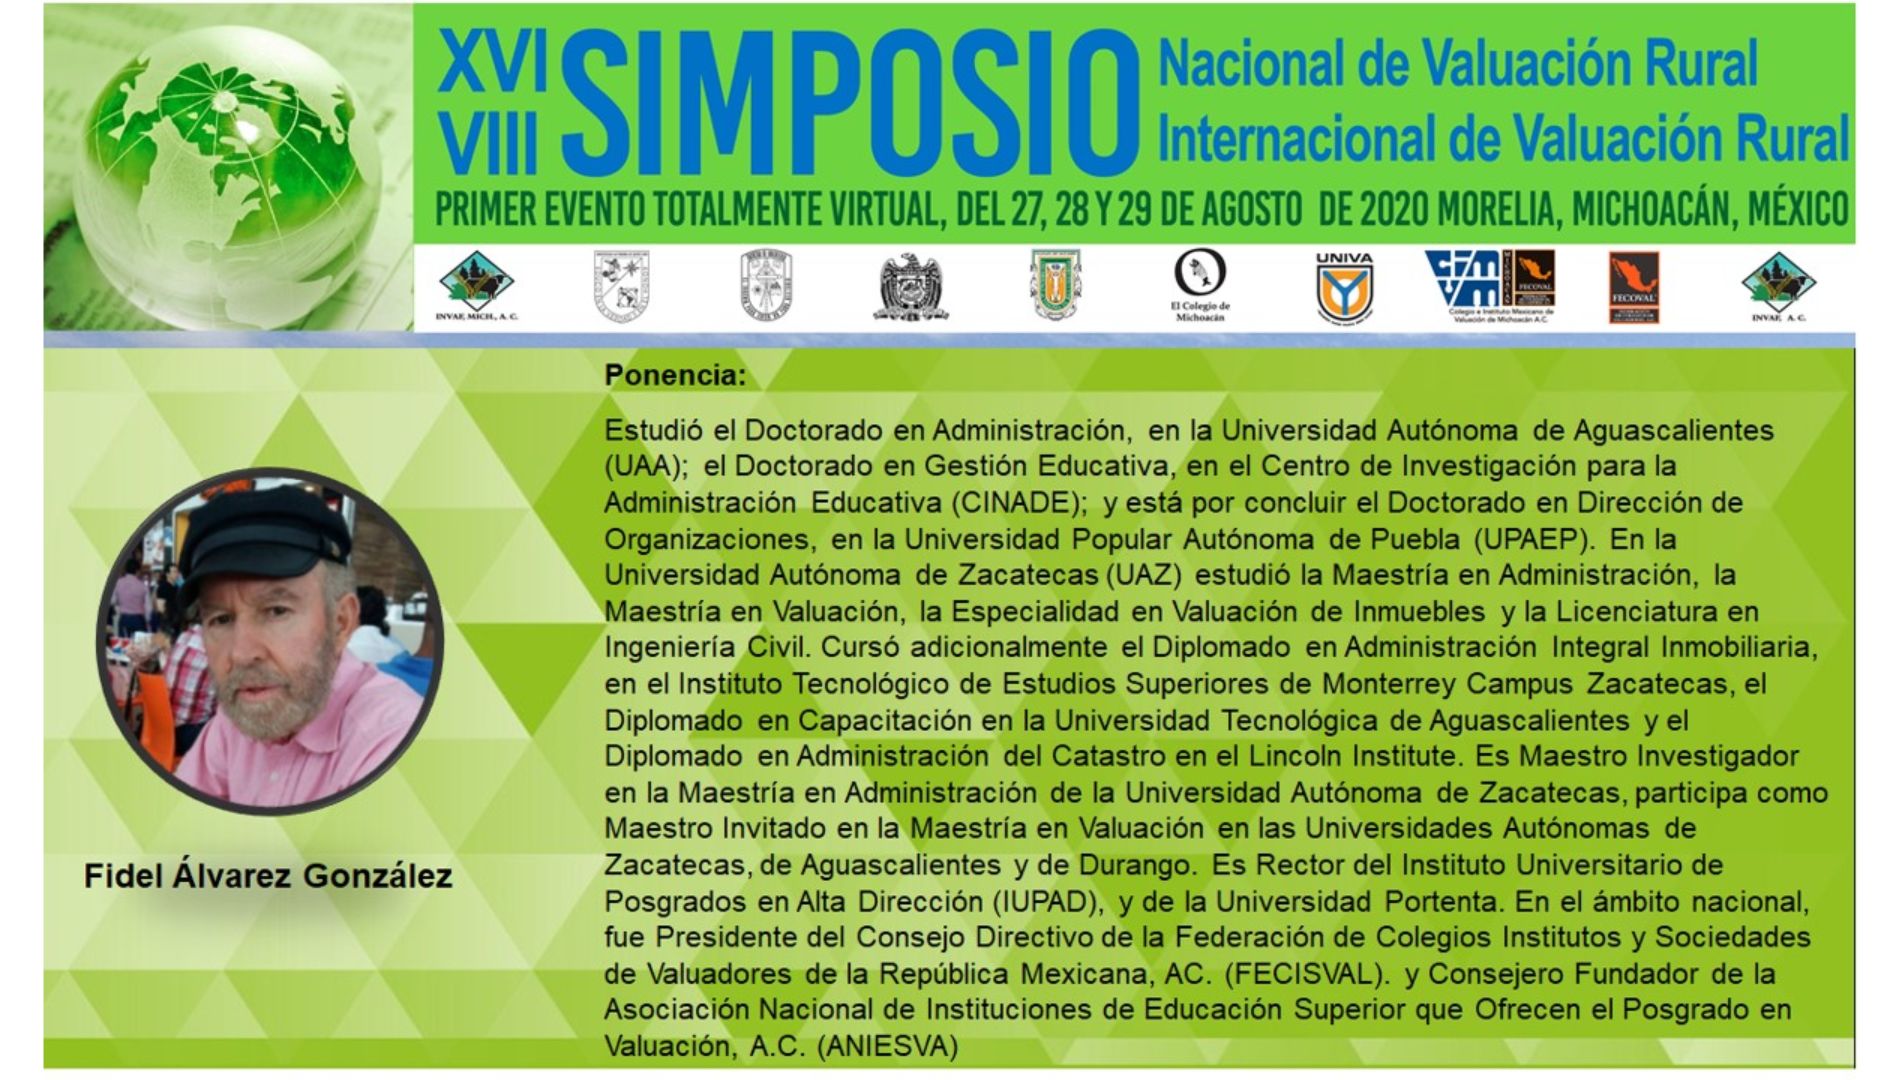 XVI
VIII
SIMPOSIO
Nacional de Valuación Rural
Internacional de Valuación Rural
PRIMER EVENTO TOTALMENTE VIRTUAL, DEL 27, 28 Y 29 DE AGOSTO DE 2020 MORELIA, MICHOACÁN, MÉXICO
INVAF, MICH., A. C.
El Colegio de
Michoacán
UNIVA
MICHOACÁN
FECOVAL
Colegio e Instituto Mexicano de
Valuación de Michoacán A.C.
FECOVAL
INVAF, A. C.
Ponencia:
Estudió el Doctorado en Administración, en la Universidad Autónoma de Aguascalientes
(UAA); el Doctorado en Gestión Educativa, en el Centro de Investigación para la
Administración Educativa (CINADE); y está por concluir el Doctorado en Dirección de
Organizaciones, en la Universidad Popular Autónoma de Puebla (UPAEP). En la
Universidad Autónoma de Zacatecas (UAZ) estudió la Maestría en Administración, la
Maestría en Valuación, la Especialidad en Valuación de Inmuebles y la Licenciatura en
Ingeniería Civil. Cursó adicionalmente el Diplomado en Administración Integral Inmobiliaria,
en el Instituto Tecnológico de Estudios Superiores de Monterrey Campus Zacatecas, el
Diplomado en Capacitación en la Universidad Tecnológica de Aguascalientes y el
Diplomado en Administración del Catastro en el Lincoln Institute. Es Maestro Investigador
en la Maestría en Administración de la Universidad Autónoma de Zacatecas, participa como
Maestro Invitado en la Maestría en Valuación en las Universidades Autónomas de
Zacatecas, de Aguascalientes y de Durango. Es Rector del Instituto Universitario de
Posgrados en Alta Dirección (IUPAD), y de la Universidad Portenta. En el ámbito nacional,
fue Presidente del Consejo Directivo de la Federación de Colegios Institutos y Sociedades
de Valuadores de la República Mexicana, AC. (FECISVAL). y Consejero Fundador de la
Asociación Nacional de Instituciones de Educación Superior que Ofrecen el Posgrado en
Valuación, A.C. (ANIESVA)
Fidel Álvarez González